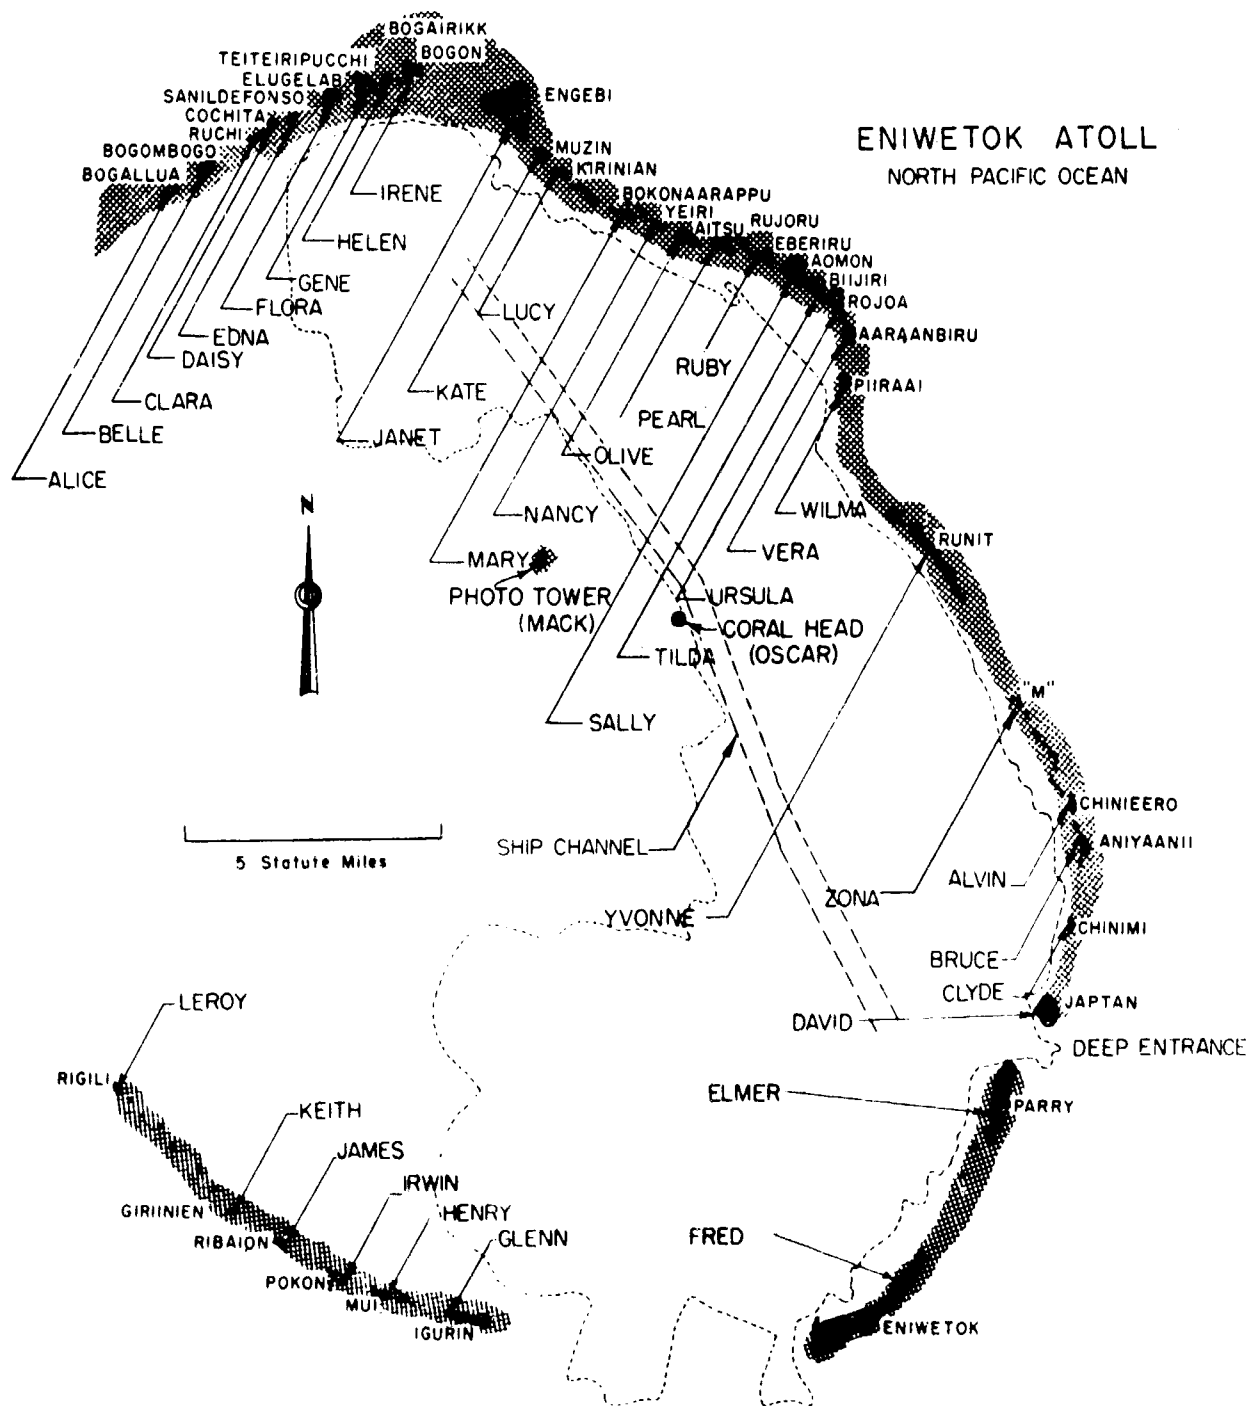 BOGAIRIKK
BOGON
TEITEIRIPUCCHI
ELUGELAB
SANILDEFONSO
COCHITA
RUCHI
BOGOMBOGO
BOGALLUA
ENGEBI
ENIWETOK ATOLL
NORTH PACIFIC OCEAN
MUZIN
KIRINIAN
BOKONAARAPPU
YEIRI
AITSU
RUJORU
EBERIRU
AOMON
BIIJIRI
ROJOA
AARAANBIRU
PIIRAAI
IRENE
HELEN
GENE
FLORA
EDNA
DAISY
CLARA
BELLE
ALICE
LUCY
KATE
JANET
RUBY
PEARL
OLIVE
NANCY
MARY
WILMA
VERA
URSULA
TILDA
SALLY
N
PHOTO TOWER
(MACK)
CORAL HEAD
(OSCAR)
RUNIT
"M"
5 Statute Miles
SHIP CHANNEL
YVONNE
ZONA
ALVIN
CHINIEERO
ANIYAANII
BRUCE
CHINIMI
CLYDE
JAPTAN
DAVID
DEEP ENTRANCE
ELMER
PARRY
FRED
ENIWETOK
LEROY
RIGILI
KEITH
JAMES
IRWIN
HENRY
GLENN
GIRIINIEN
RIBAION
POKON
MUI
IGURIN